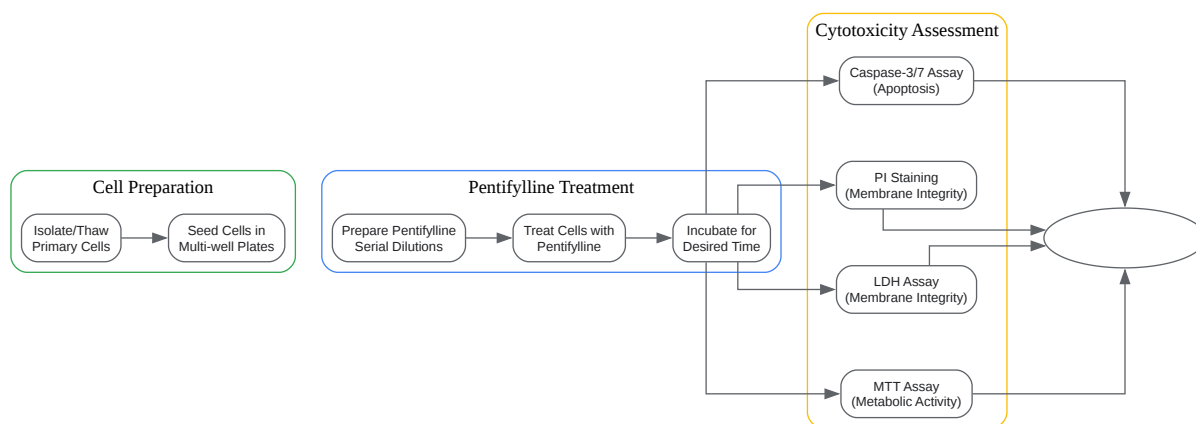 Cell Preparation
Isolate/Thaw
Primary Cells
Seed Cells in
Multi-well Plates
Pentifylline Treatment
Prepare Pentifylline
Serial Dilutions
Treat Cells with
Pentifylline
Incubate for
Desired Time
Cytotoxicity Assessment
Caspase-3/7 Assay
(Apoptosis)
PI Staining
(Membrane Integrity)
LDH Assay
(Membrane Integrity)
MTT Assay
(Metabolic Activity)